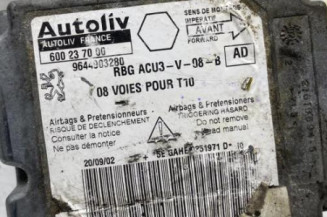 Autoliv
AUTOLIV FRANCE
SENS DE MONTAGE
IMPERATIF
AVANT
FORWARD
600 23 70 00
9644903280
RBG ACU3-V-08-B
AD
08 VOIES POUR T10
Airbags & Pretensionneurs
RISQUE DE DECLENCHEMENT
Consulter la notice
Ne pas démonter
Airbags & Pretensioners
TRIGGERING HAZARD
Read manual
Do not remove
20/09/02